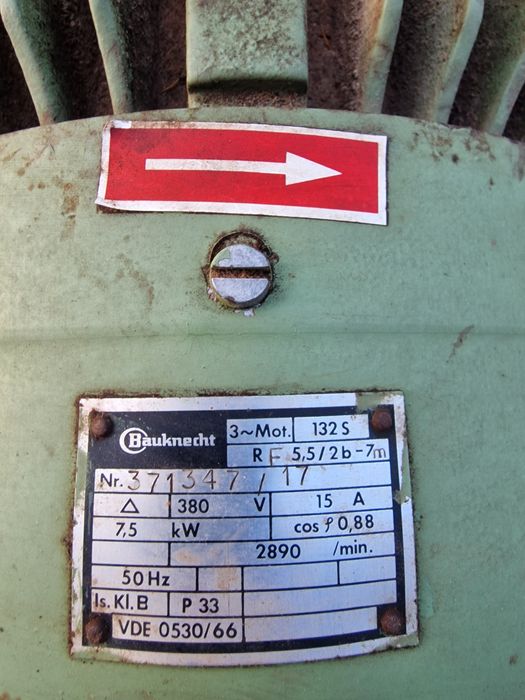 Bauknecht 3~Mot. 132 S
R F 5,5/2b-7m
Nr. 371347/17
△ 380 V 15 A
7,5 kW cos φ 0,88
2890 /min.
50 Hz
Is. Kl. B P 33
VDE 0530/66